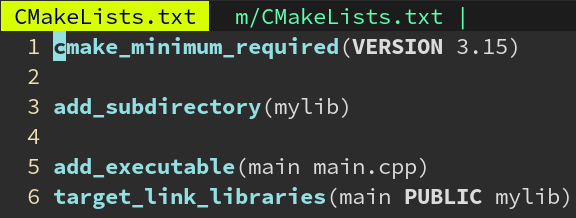 CMakeLists.txt m/CMakeLists.txt |
1 cmake_minimum_required(VERSION 3.15)
2
3 add_subdirectory(mylib)
4
5 add_executable(main main.cpp)
6 target_link_libraries(main PUBLIC mylib)